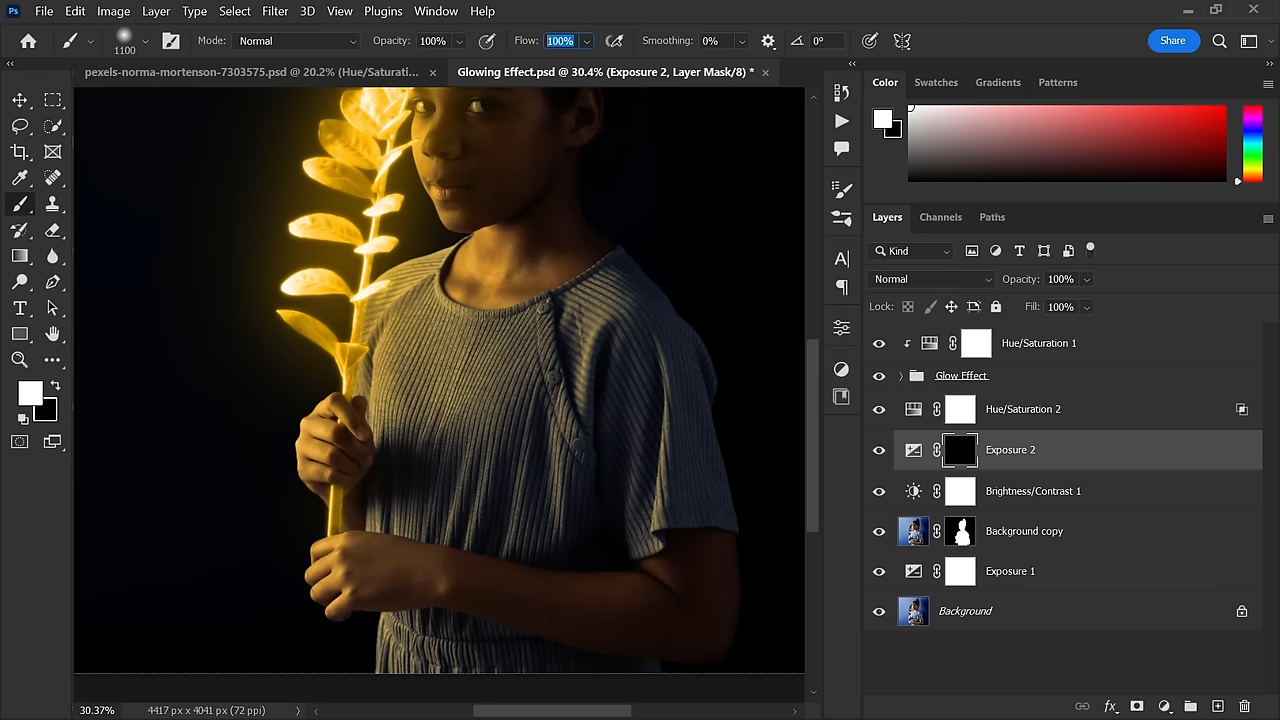 Ps File Edit Image Layer Type Select Filter 3D View Plugins Window Help
1100 Mode: Normal Opacity: 100% Flow: 100% Smoothing: 0% 0° Share
pexels-norma-mortenson-7303575.psd @ 20.2% (Hue/Saturati... × Glowing Effect.psd @ 30.4% (Exposure 2, Layer Mask/8) * ×
Color Swatches Gradients Patterns
Layers Channels Paths
Kind
Normal Opacity: 100%
Lock: Fill: 100%
Hue/Saturation 1
Glow Effect
Hue/Saturation 2
Exposure 2
Brightness/Contrast 1
Background copy
Exposure 1
Background
30.37% 4417 px x 4041 px (72 ppi)